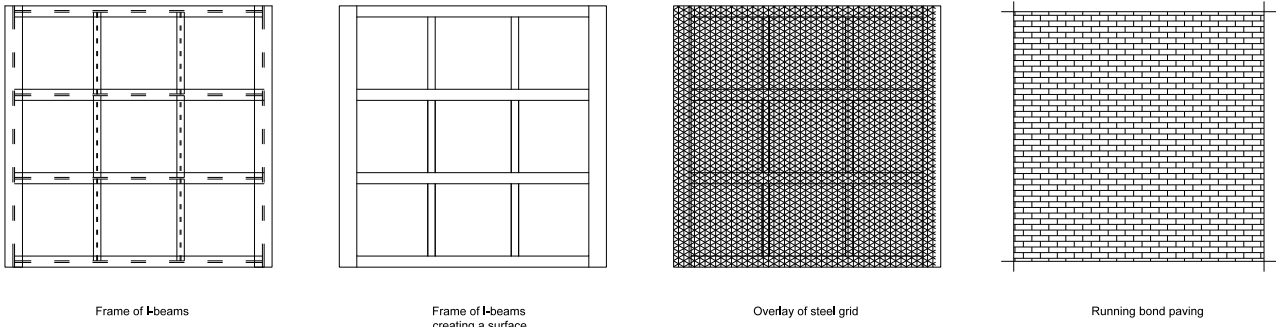 Frame of I-beams
Frame of I-beams
creating a surface
Overlay of steel grid
Running bond paving